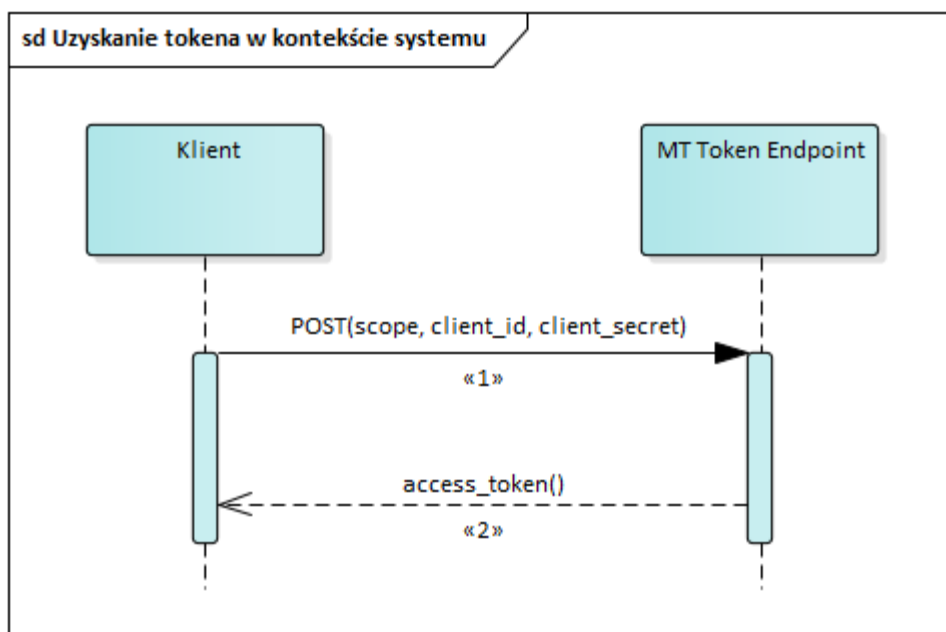 sd Uzyskanie tokena w kontekście systemu
Klient
MT Token Endpoint
POST(scope, client_id, client_secret)
«1»
access_token()
«2»